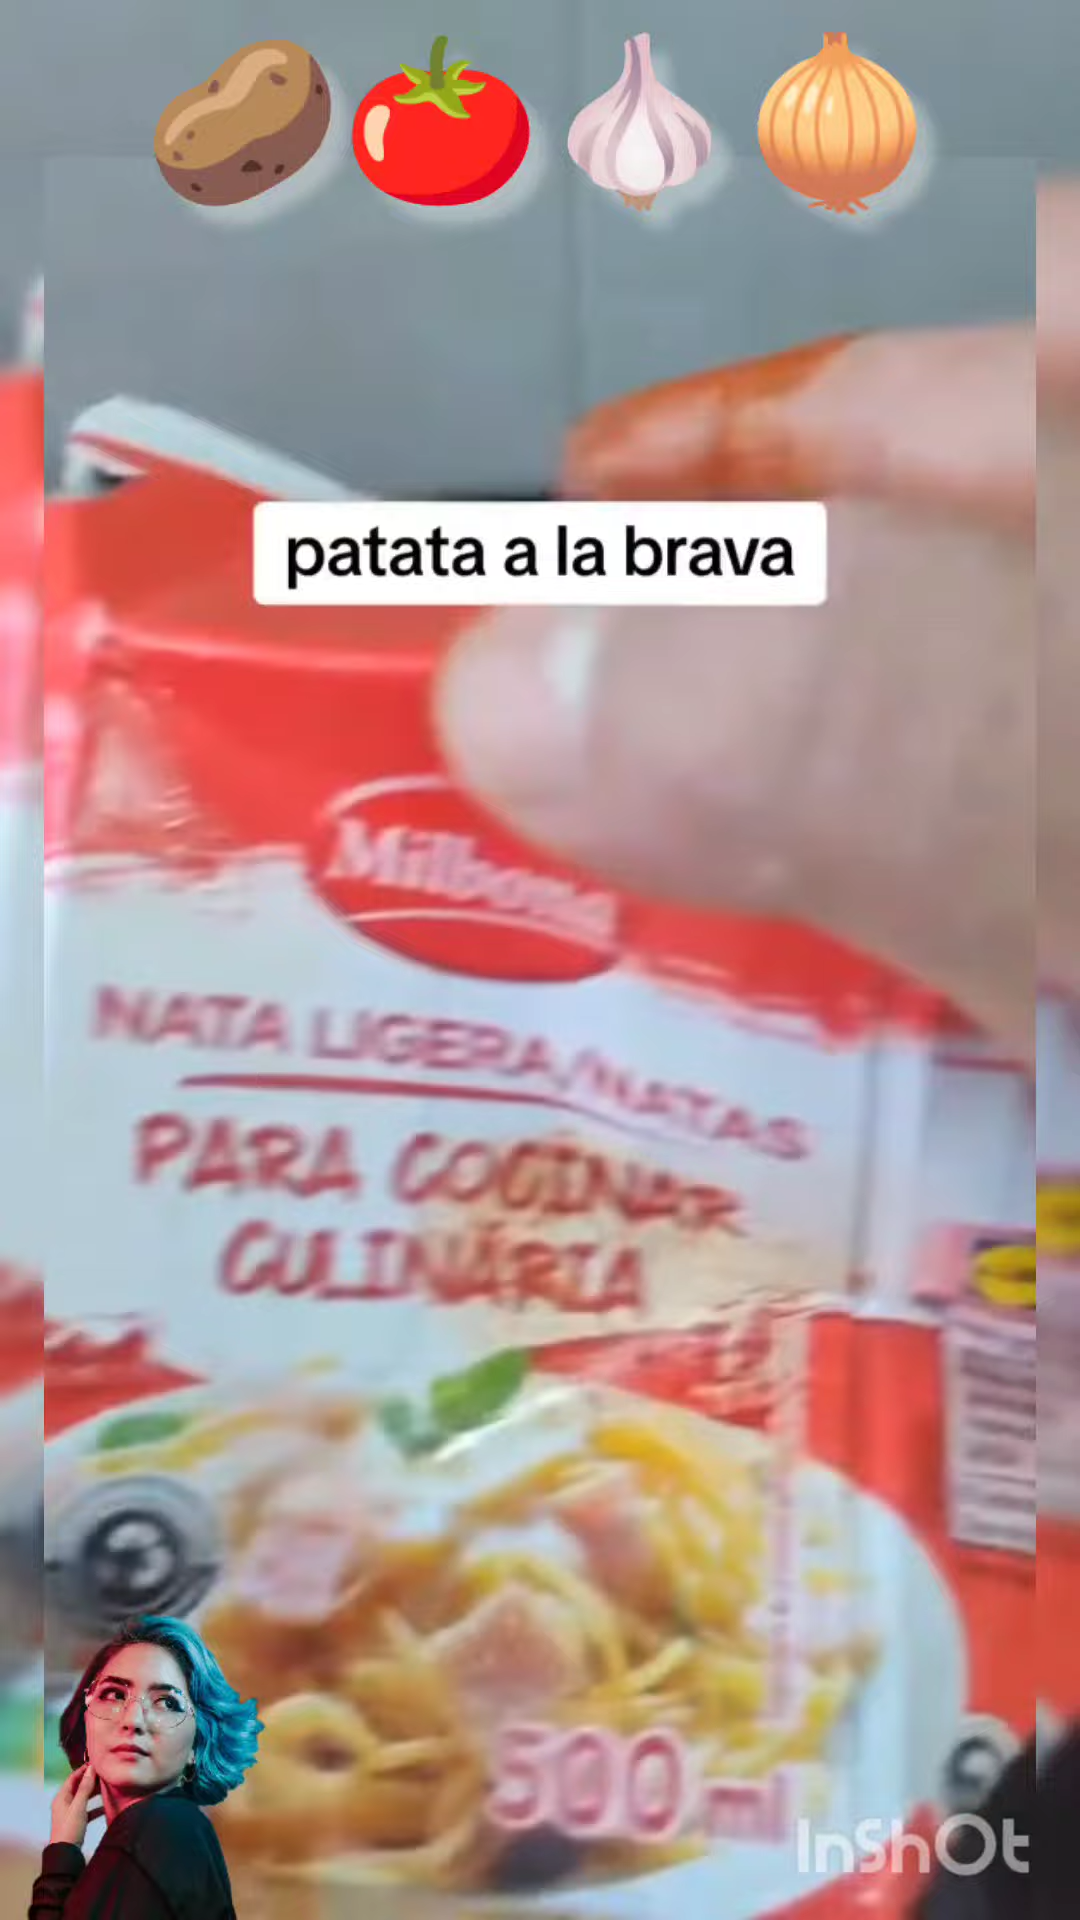 patata a la brava
Milbona
NATA LIGERA/NATAS
PARA COCINAR
CULINÁRIA
500 ml
InShOt